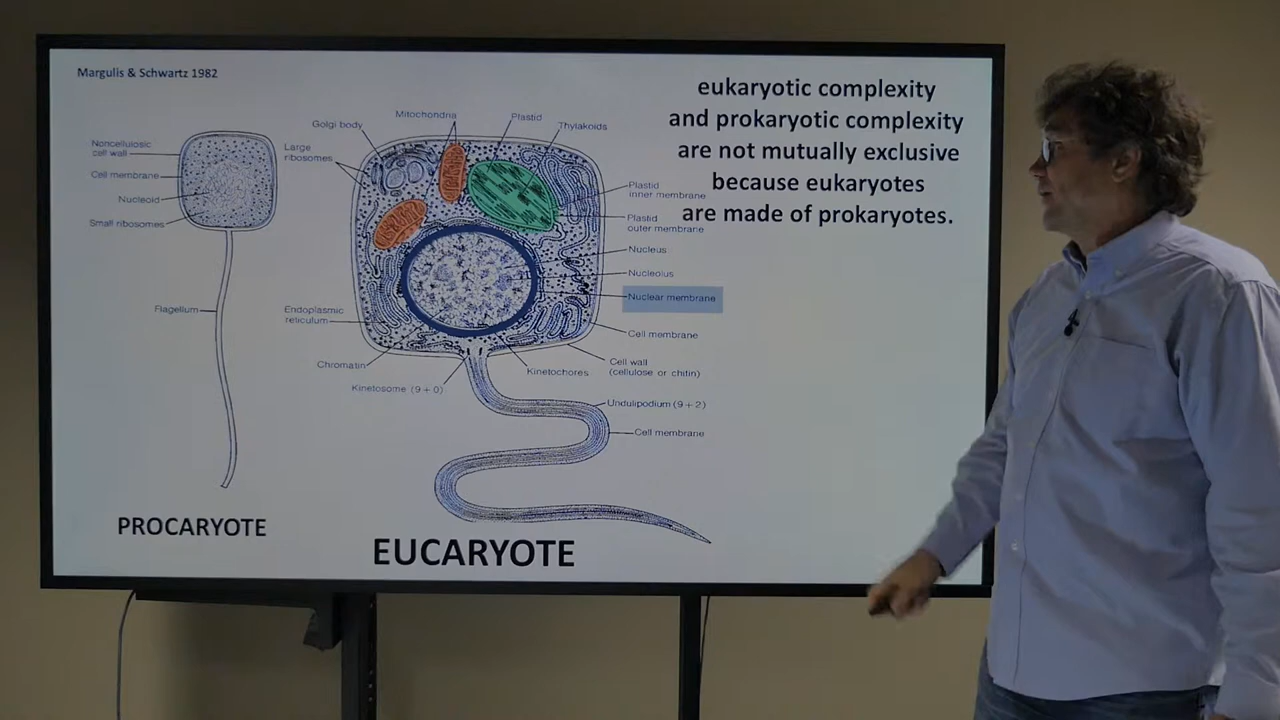 Margulis & Schwartz 1982
eukaryotic complexity
and prokaryotic complexity
are not mutually exclusive
because eukaryotes
are made of prokaryotes.
Noncellulosic
cell wall
Cell membrane
Nucleoid
Small ribosomes
Flagellum
PROCARYOTE
Golgi body
Mitochondria
Plastid
Thylakoids
Large
ribosomes
Plastid
inner membrane
Plastid
outer membrane
Nucleus
Nucleolus
Nuclear membrane
Endoplasmic
reticulum
Cell membrane
Chromatin
Kinetosome (9 + 0)
Kinetochores
Cell wall
(cellulose or chitin)
Undulipodium (9 + 2)
Cell membrane
EUCARYOTE